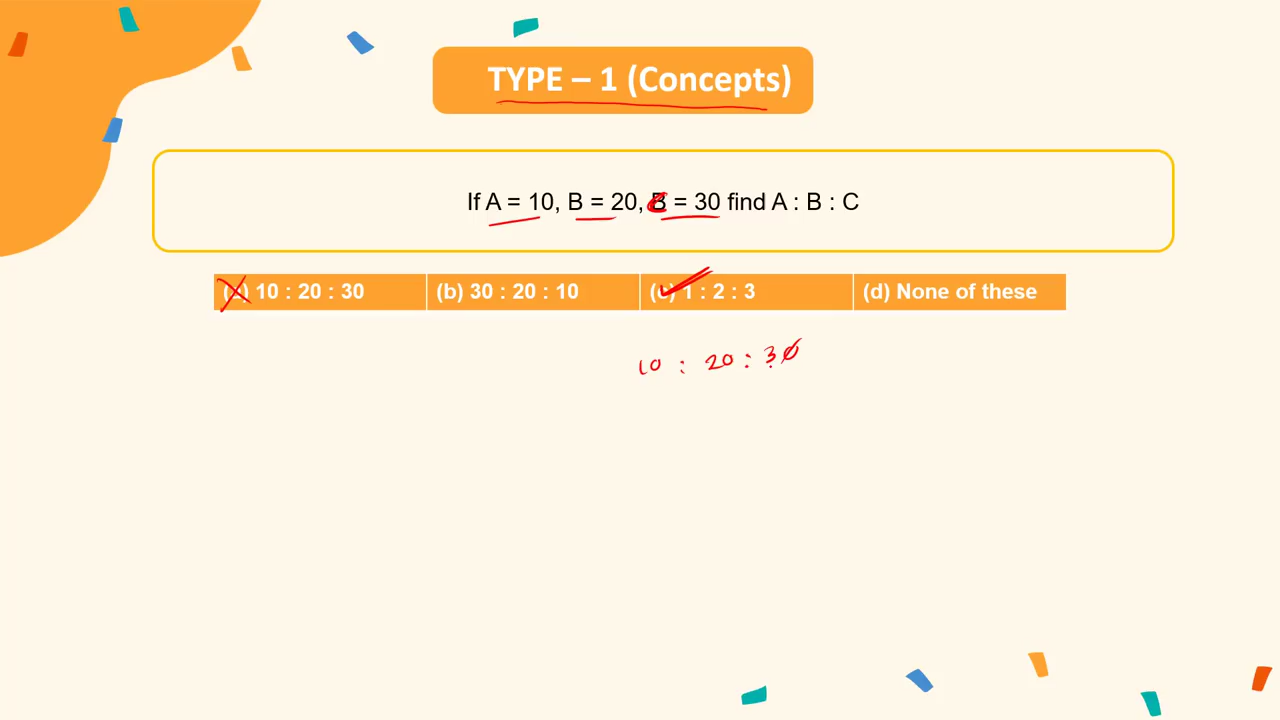 TYPE – 1 (Concepts)
If A = 10, B = 20, C = 30 find A : B : C
(a) 10 : 20 : 30 (b) 30 : 20 : 10 (c) 1 : 2 : 3 (d) None of these
10 : 20 : 30